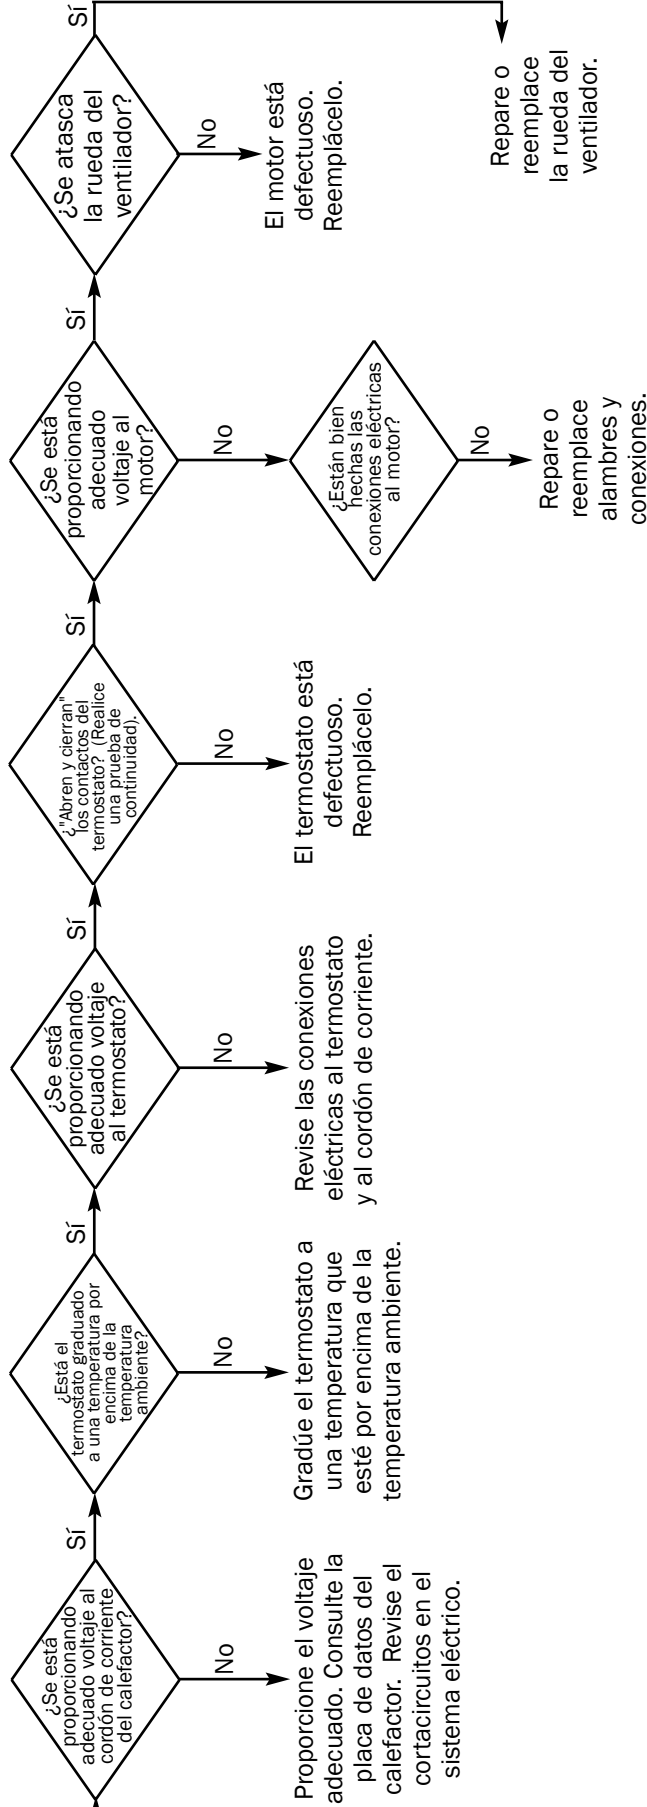 ¿Se está
proporcionando
adecuado voltaje al
cordón de corriente
del calefactor?
Sí
No
Proporcione el voltaje
adecuado. Consulte la
placa de datos del
calefactor. Revise el
cortacircuitos en el
sistema eléctrico.
¿Está el
termostato graduado
a una temperatura por
encima de la
temperatura
ambiente?
Sí
No
Gradúe el termostato a
una temperatura que
esté por encima de la
temperatura ambiente.
¿Se está
proporcionando
adecuado voltaje
al termostato?
Sí
No
Revise las conexiones
eléctricas al termostato
y al cordón de corriente.
¿"Abren y cierran"
los contactos del
termostato? (Realice
una prueba de
continuidad).
Sí
No
El termostato está
defectuoso.
Reemplácelo.
¿Se está
proporcionando
adecuado
voltaje al
motor?
Sí
No
¿Están bien
hechas las
conexiones eléctricas
al motor?
No
Repare o
reemplace
alambres y
conexiones.
¿Se atasca
la rueda del
ventilador?
Sí
No
El motor está
defectuoso.
Reemplácelo.
Repare o
reemplace
la rueda del
ventilador.